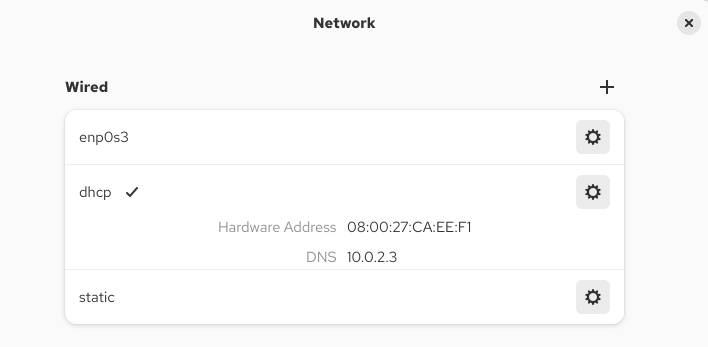 Network
Wired
enp0s3
dhcp
Hardware Address 08:00:27:CA:EE:F1
DNS 10.0.2.3
static